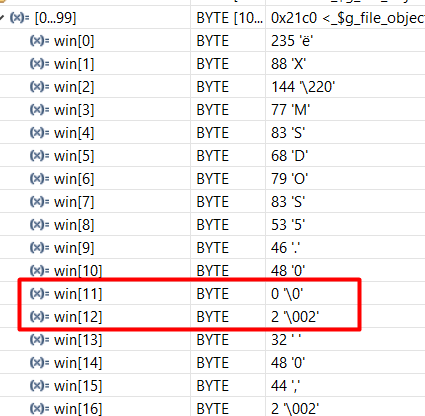 (x)= [0...99] BYTE [10... 0x21c0 <_$g_file_object
(x)= win[0] BYTE 235 'ë'
(x)= win[1] BYTE 88 'X'
(x)= win[2] BYTE 144 '\220'
(x)= win[3] BYTE 77 'M'
(x)= win[4] BYTE 83 'S'
(x)= win[5] BYTE 68 'D'
(x)= win[6] BYTE 79 'O'
(x)= win[7] BYTE 83 'S'
(x)= win[8] BYTE 53 '5'
(x)= win[9] BYTE 46 '.'
(x)= win[10] BYTE 48 '0'
(x)= win[11] BYTE 0 '\0'
(x)= win[12] BYTE 2 '\002'
(x)= win[13] BYTE 32 ' '
(x)= win[14] BYTE 48 '0'
(x)= win[15] BYTE 44 ','
(x)= win[16] BYTE 2 '\002'